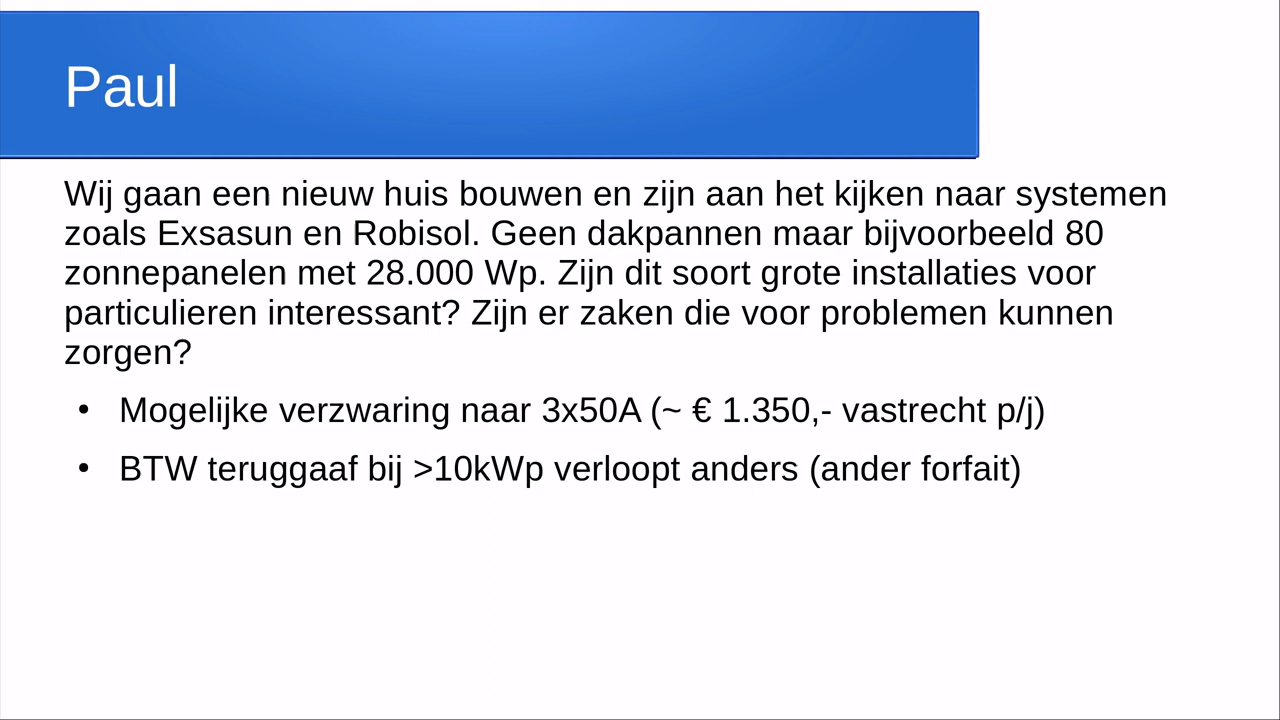 Paul
Wij gaan een nieuw huis bouwen en zijn aan het kijken naar systemen
zoals Exsasun en Robisol. Geen dakpannen maar bijvoorbeeld 80
zonnepanelen met 28.000 Wp. Zijn dit soort grote installaties voor
particulieren interessant? Zijn er zaken die voor problemen kunnen
zorgen?
• Mogelijke verzwaring naar 3x50A (~ € 1.350,- vastrecht p/j)
• BTW teruggaaf bij >10kWp verloopt anders (ander forfait)